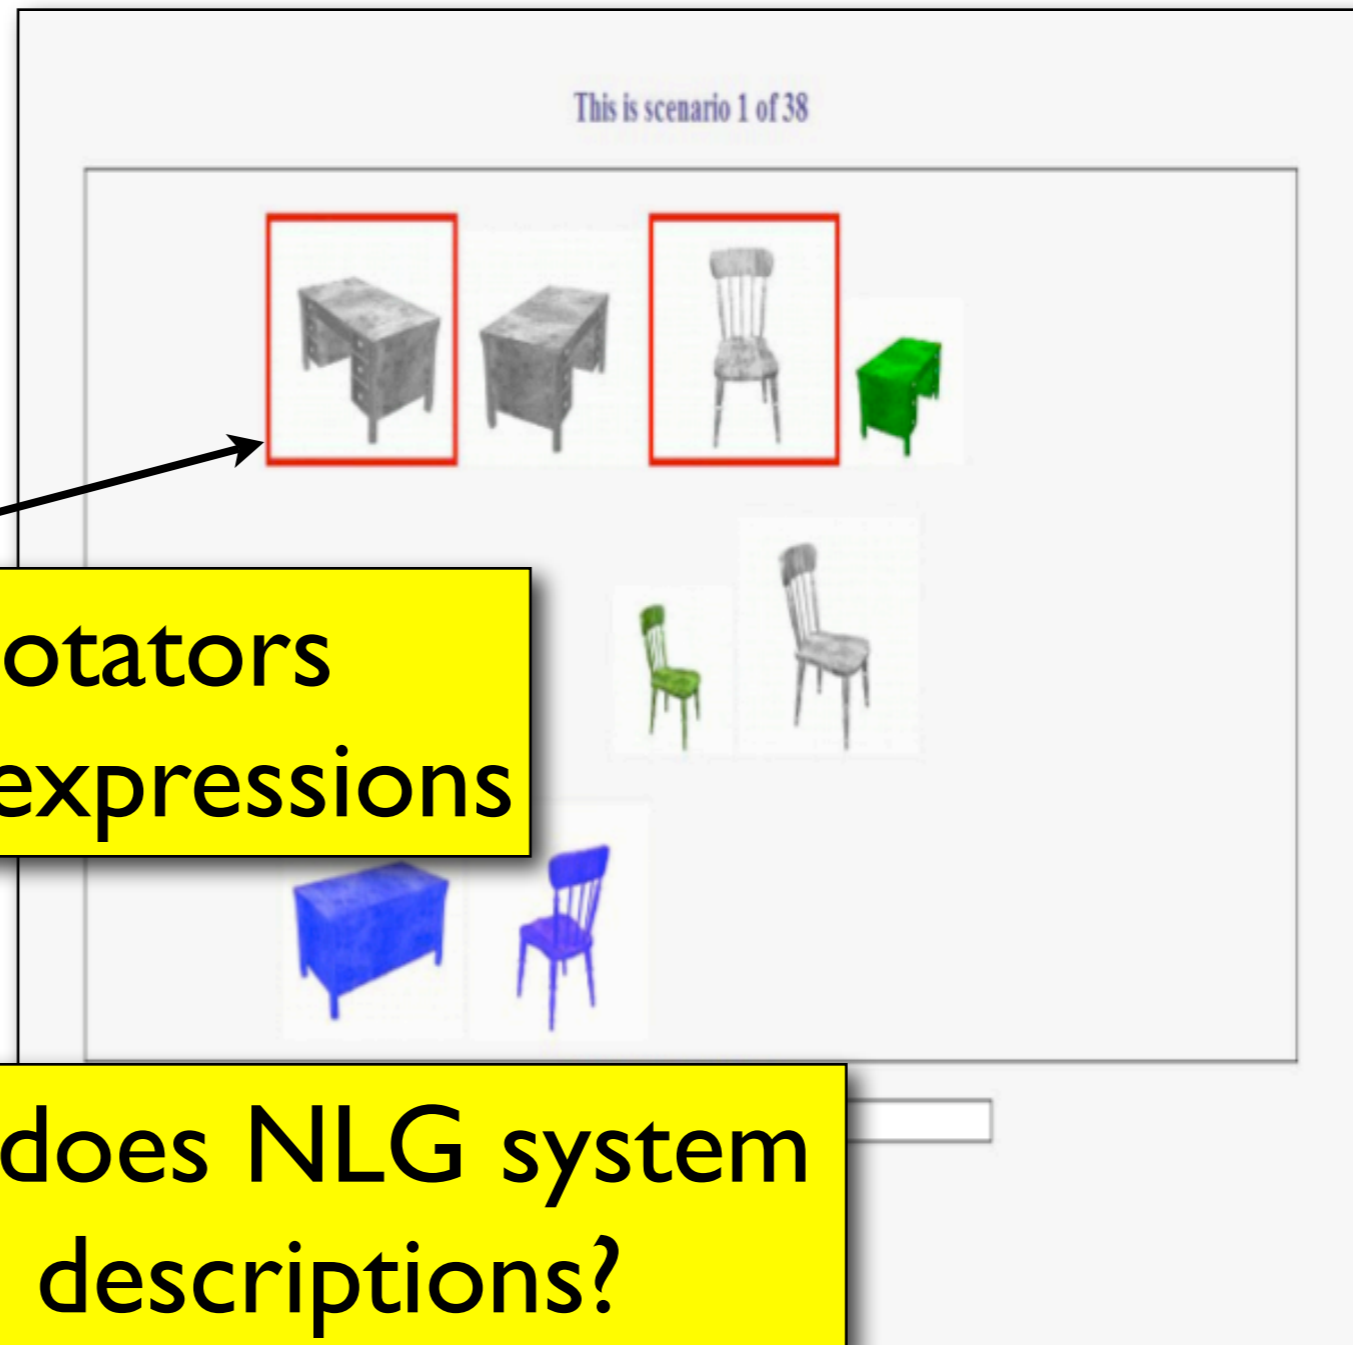 This is scenario 1 of 38
otators
expressions
does NLG system
descriptions?